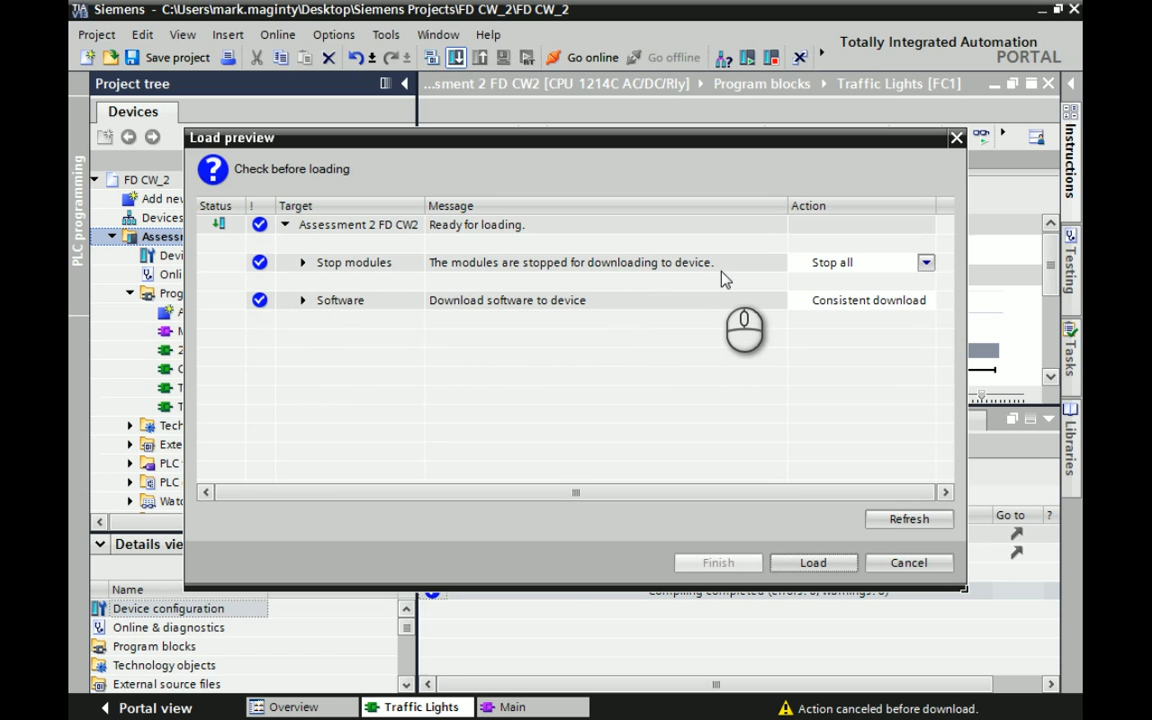 TIA V13 Siemens - C:\Users\mark.maginty\Desktop\Siemens Projects\FD CW_2\FD CW_2
Project Edit View Insert Online Options Tools Window Help
Totally Integrated Automation
PORTAL
Save project Go online Go offline
Project tree
...sment 2 FD CW2 [CPU 1214C AC/DC/Rly] Program blocks Traffic Lights [FC1]
Devices
PLC programming
FD CW_2
Add nev
Devices
Assessm
Devi
Onli
Prog
A
M
2
C
T
T
Tech
Exte
PLC
PLC
Watc
Load preview
Check before loading
Status ! Target Message Action
Assessment 2 FD CW2 Ready for loading.
Stop modules The modules are stopped for downloading to device. Stop all
Software Download software to device Consistent download
Refresh
Finish Load Cancel
Instructions
Testing
Tasks
Libraries
Go to ?
Details vie
Name
Device configuration
Online & diagnostics
Program blocks
Technology objects
External source files
Portal view Overview Traffic Lights Main Action canceled before download.